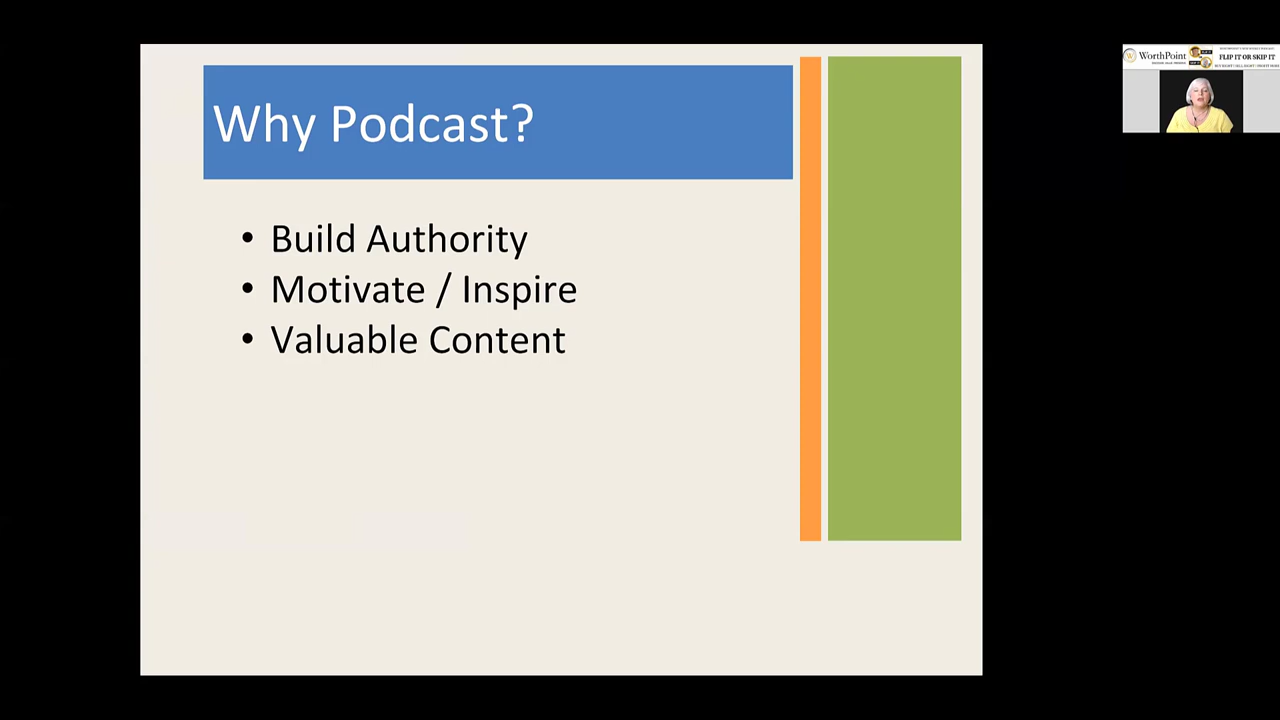 Why Podcast?
• Build Authority
• Motivate / Inspire
• Valuable Content
WorthPoint
FLIP IT OR SKIP IT